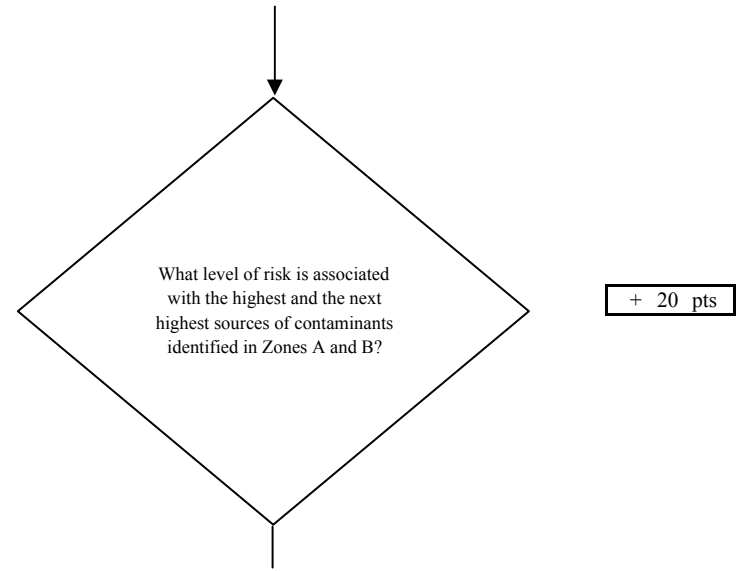 What level of risk is associated
with the highest and the next
highest sources of contaminants
identified in Zones A and B?
+ 20 pts